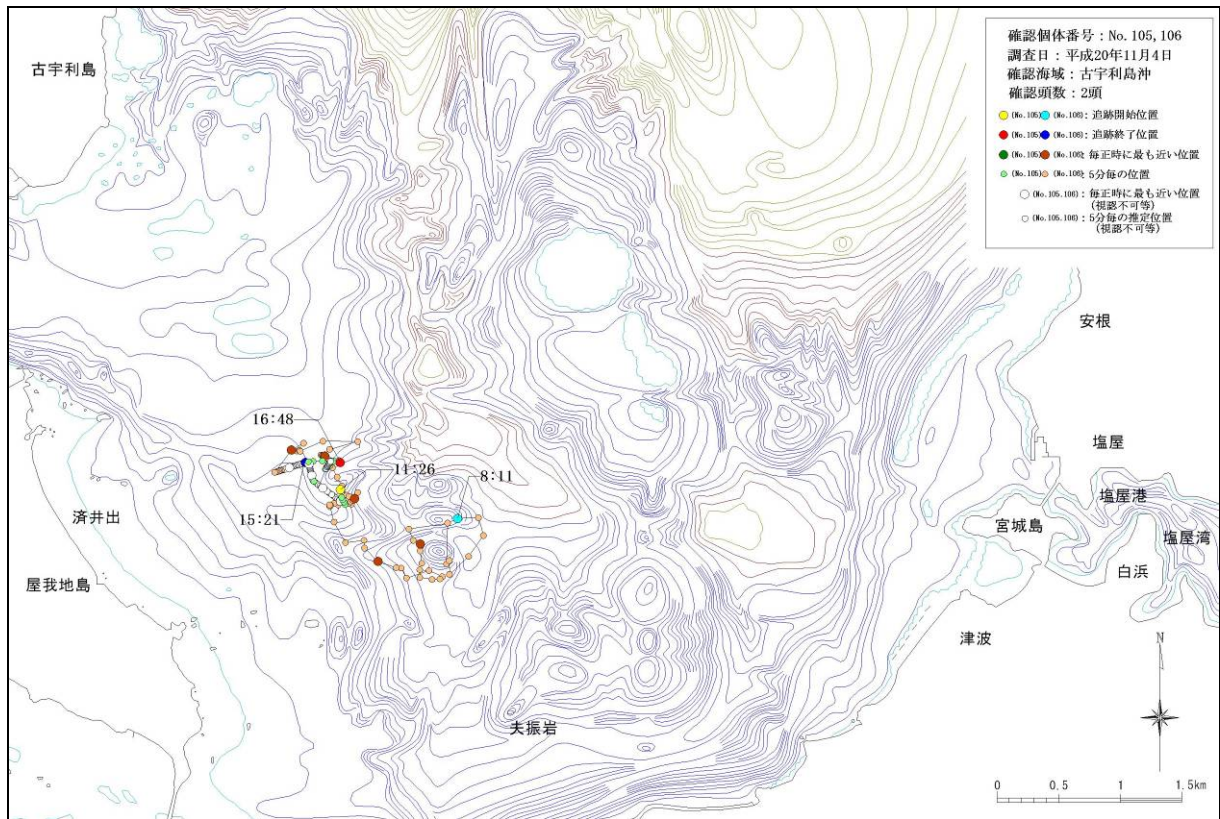 確認個体番号：No. 105, 106
調査日：平成20年11月4日
確認海域：古宇利島沖
確認頭数：2頭
(No.105) (No.106)：追跡開始位置
(No.105) (No.106)：追跡終了位置
(No.105) (No.106)：毎正時に最も近い位置
(No.105) (No.106)：5分毎の位置
(No.105.106)：毎正時に最も近い位置
(視認不可等)
(No.105.106)：5分毎の推定位置
(視認不可等)
古宇利島
安根
16:48
塩屋
11:26
8:11
塩屋港
済井出
15:21
宮城島
塩屋湾
屋我地島
白浜
津波
N
夫振岩
0 0.5 1 1.5km